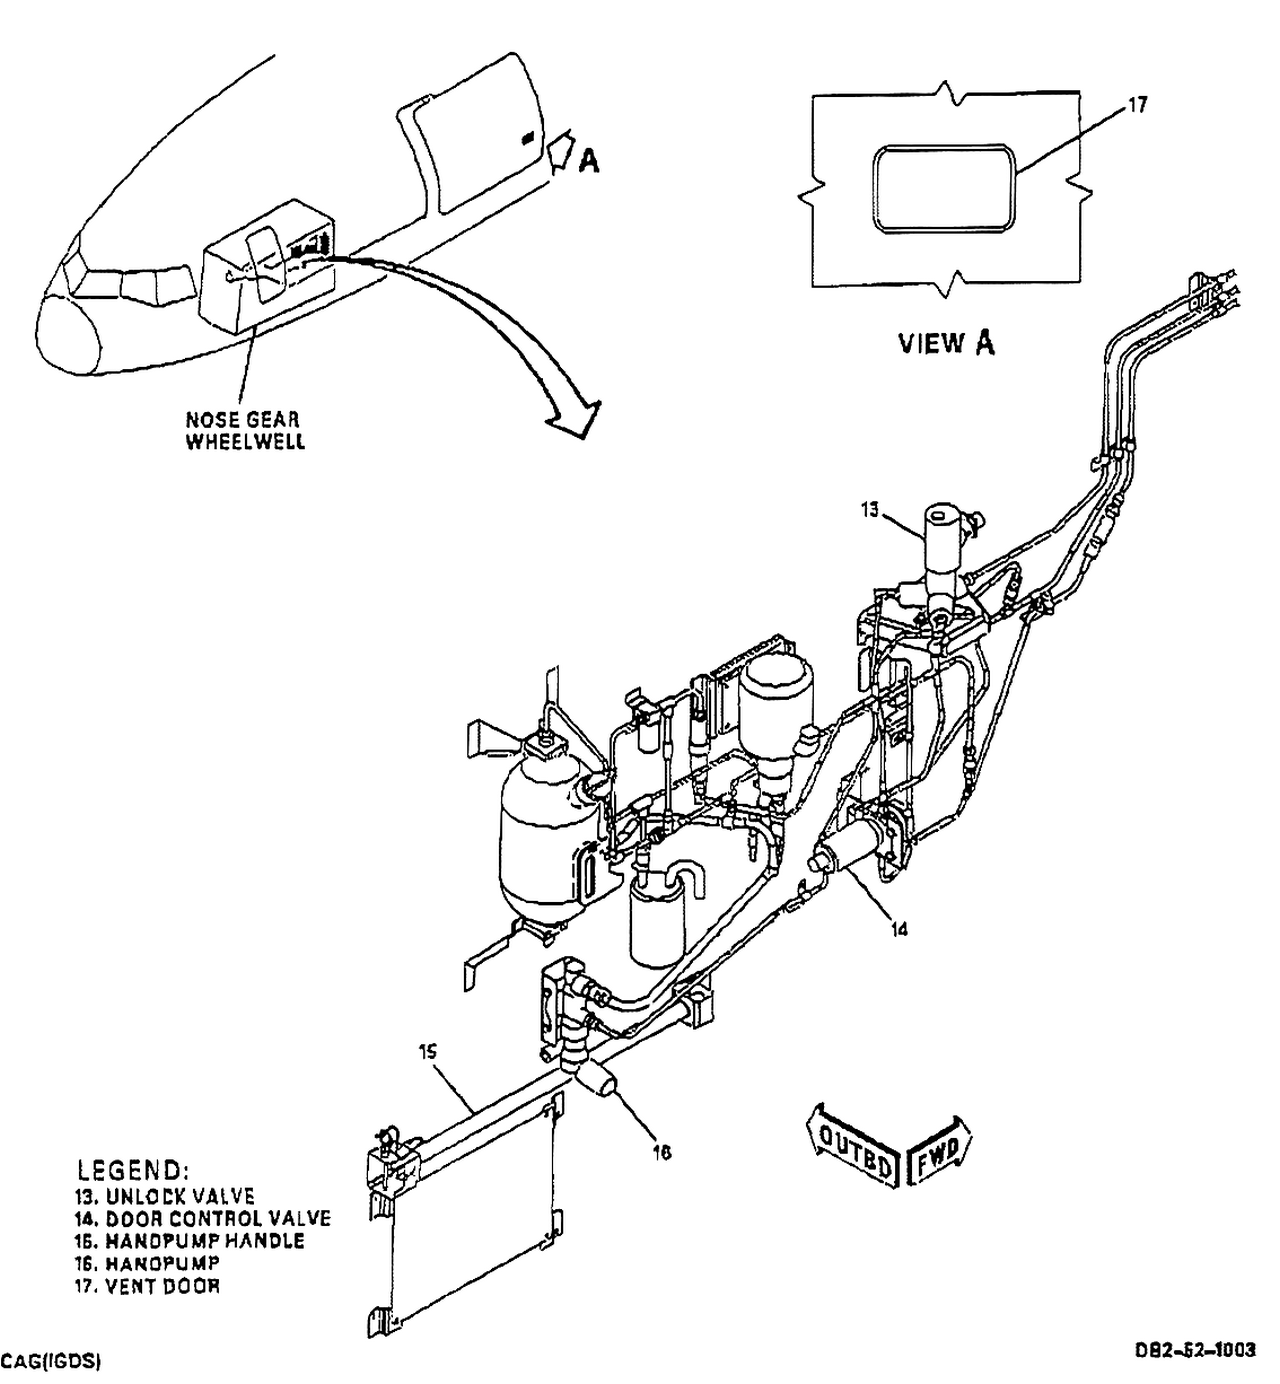 17
A
VIEW A
NOSE GEAR
WHEELWELL
13
14
15
16
OUTBD
FWD
LEGEND:
13. UNLOCK VALVE
14. DOOR CONTROL VALVE
15. HANDPUMP HANDLE
16. HANDPUMP
17. VENT DOOR
CAG(IGDS)
DB2-52-1003